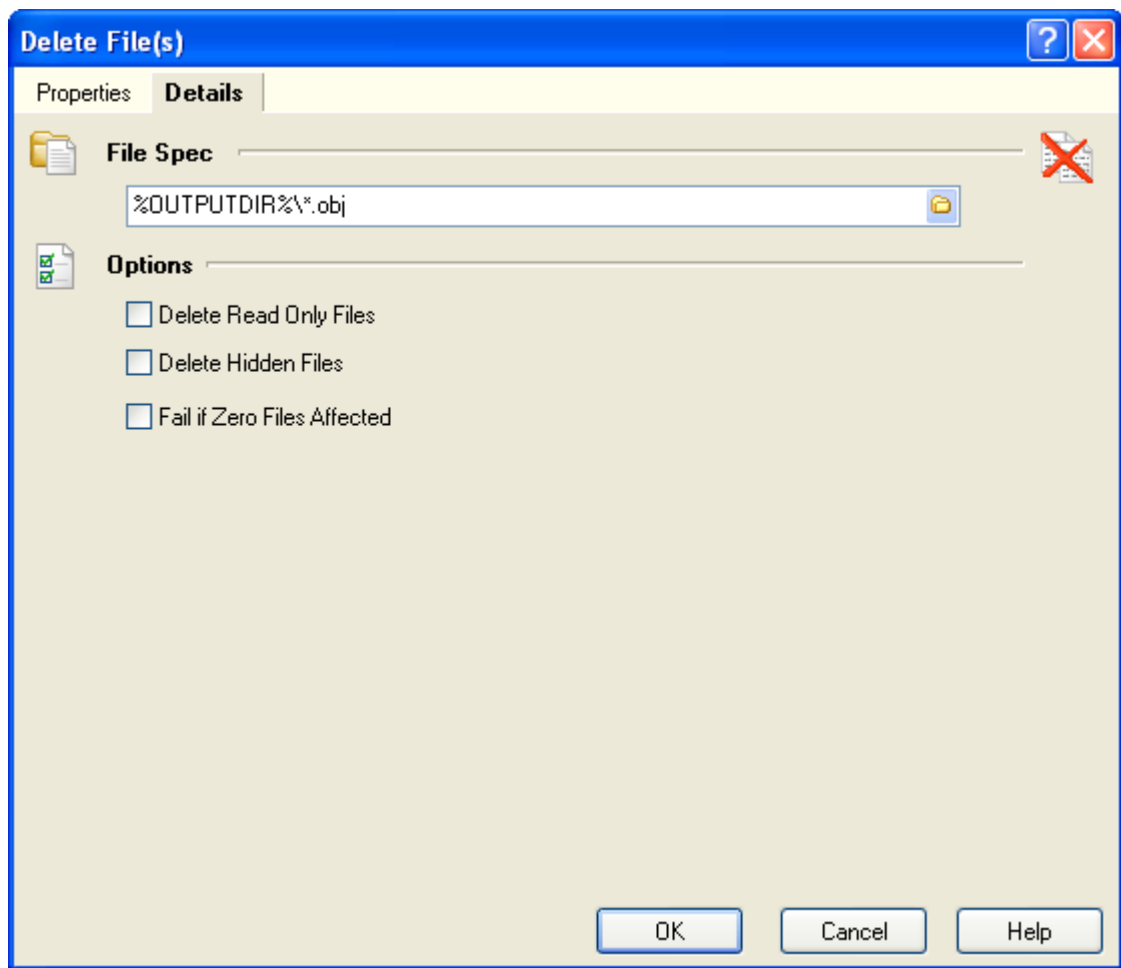 Delete File(s)
Properties Details
File Spec
%OUTPUTDIR%\*.obj
Options
Delete Read Only Files
Delete Hidden Files
Fail if Zero Files Affected
OK Cancel Help